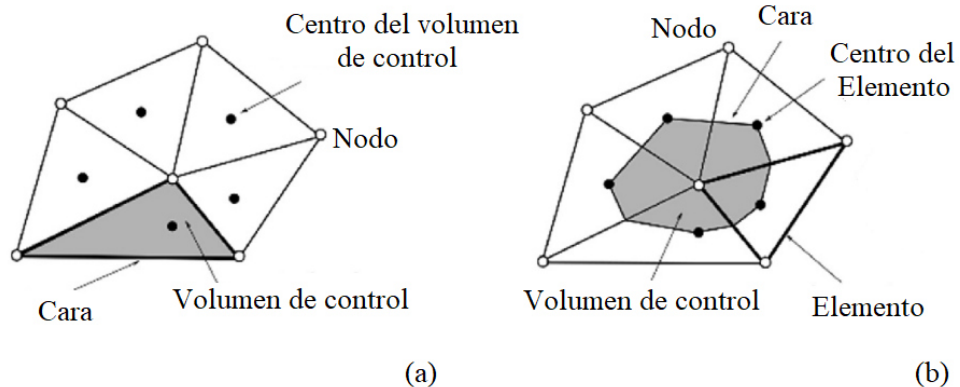 Centro del volumen
de control
Nodo
Cara
Volumen de control
(a)
Nodo
Cara
Centro del
Elemento
Volumen de control
Elemento
(b)